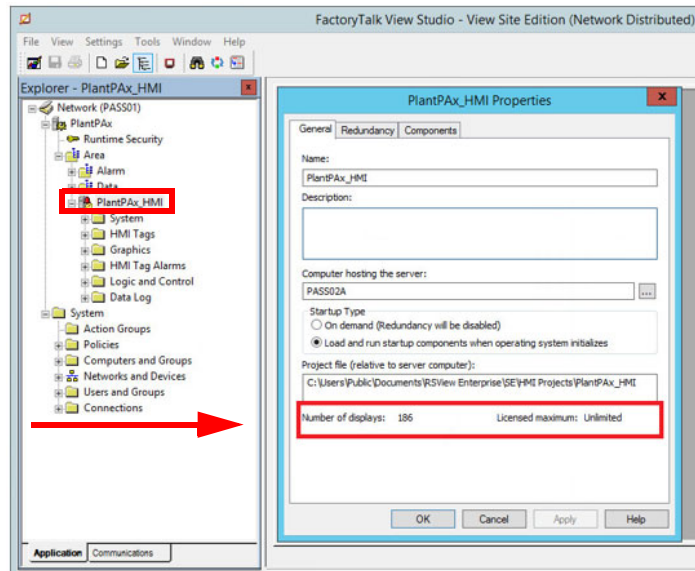 FactoryTalk View Studio - View Site Edition (Network Distributed)
File View Settings Tools Window Help
Explorer - PlantPAx_HMI
Network (PASS01)
PlantPAx
Runtime Security
Area
Alarm
Data
PlantPAx_HMI
System
HMI Tags
Graphics
HMI Tag Alarms
Logic and Control
Data Log
System
Action Groups
Policies
Computers and Groups
Networks and Devices
Users and Groups
Connections
Application Communications
PlantPAx_HMI Properties
General Redundancy Components
Name:
PlantPAx_HMI
Description:
Computer hosting the server:
PASS02A
...
Startup Type
On demand (Redundancy will be disabled)
Load and run startup components when operating system initializes
Project file (relative to server computer):
C:\Users\Public\Documents\RSView Enterprise\SE\HMI Projects\PlantPAx_HMI
Number of displays: 186 Licensed maximum: Unlimited
OK Cancel Apply Help